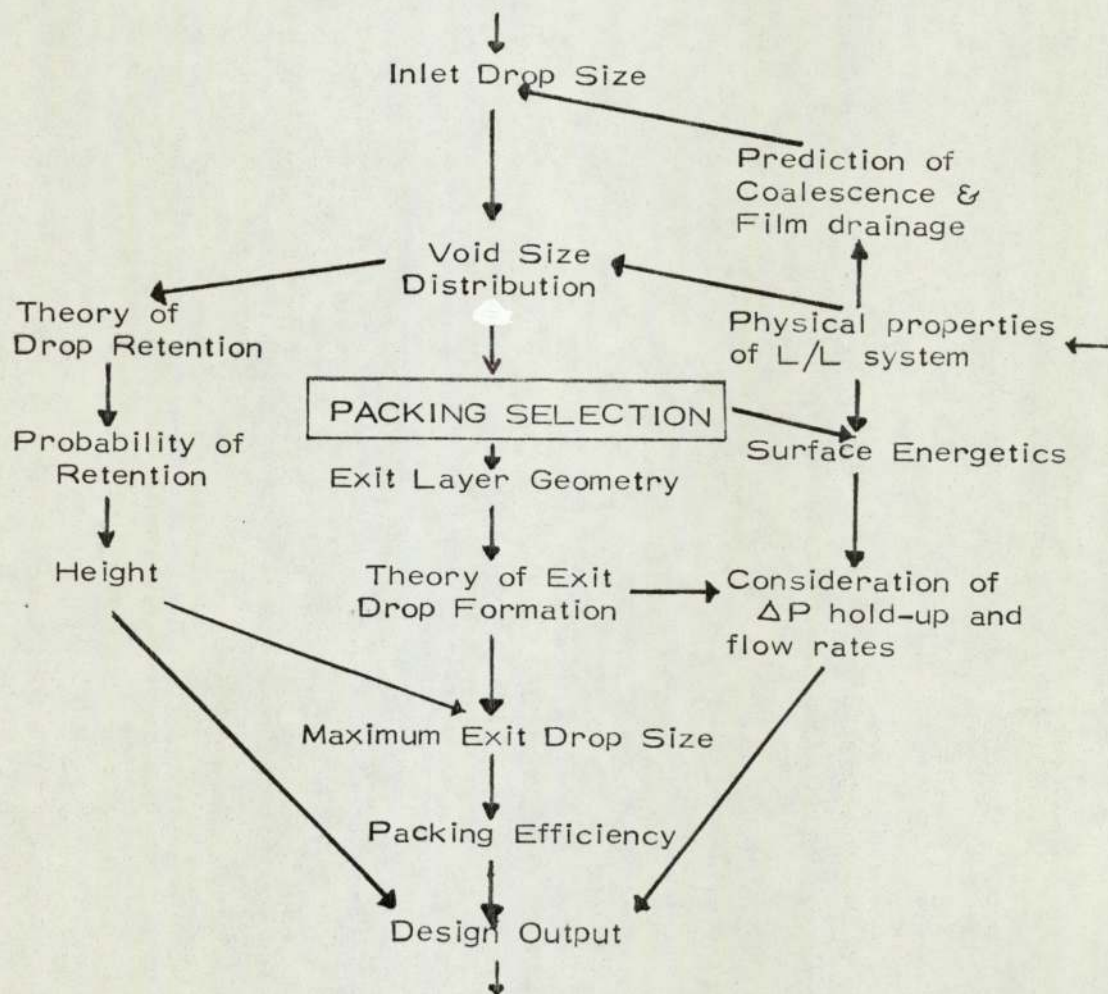 Inlet Drop Size
Prediction of
Coalescence &
Film drainage
Void Size
Distribution
Theory of
Drop Retention
Physical properties
of L/L system
PACKING SELECTION
Probability of
Retention
Surface Energetics
Exit Layer Geometry
Height
Theory of Exit
Drop Formation
Consideration of
ΔP hold-up and
flow rates
Maximum Exit Drop Size
Packing Efficiency
Design Output